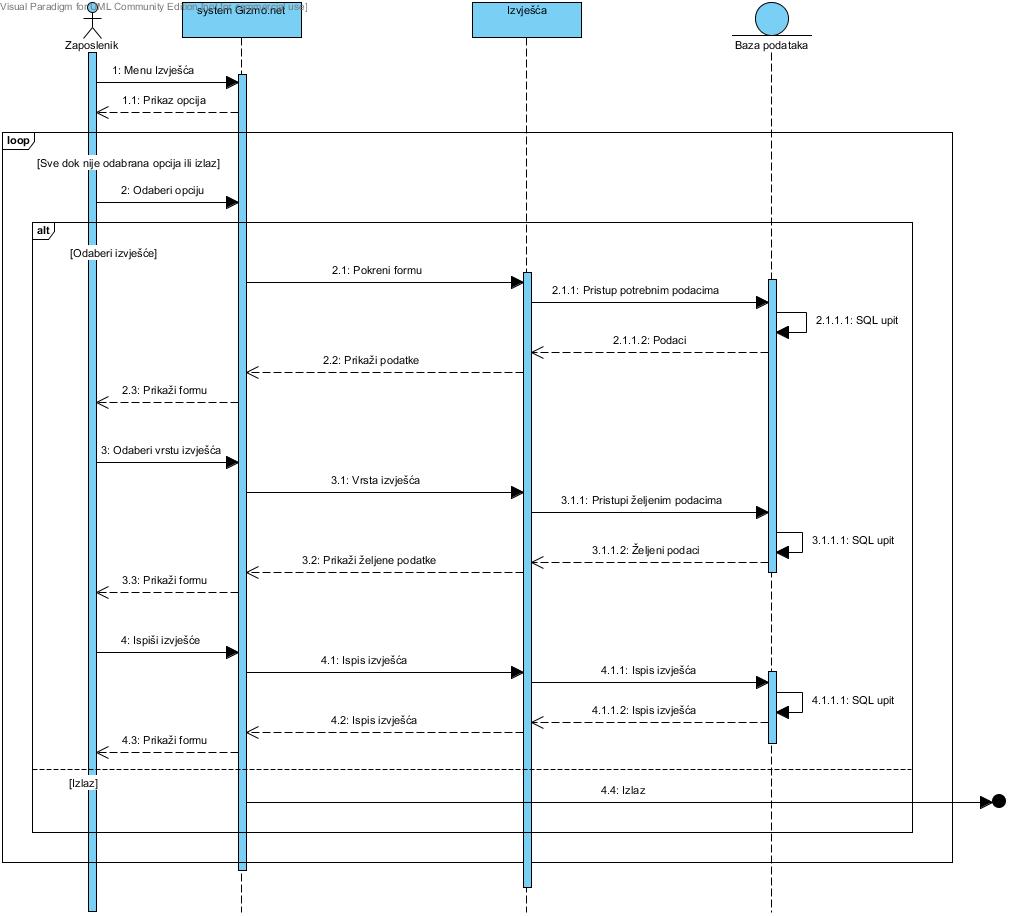 Visual Paradigm for UML Community Edition [not for commercial use]
system Gizmo.net
Izvješća
Zaposlenik
Baza podataka
1: Menu Izvješća
1.1: Prikaz opcija
loop
[Sve dok nije odabrana opcija ili izlaz]
2: Odaberi opciju
alt
[Odaberi izvješće]
2.1: Pokreni formu
2.1.1: Pristup potrebnim podacima
2.1.1.1: SQL upit
2.1.1.2: Podaci
2.2: Prikaži podatke
2.3: Prikaži formu
3: Odaberi vrstu izvješća
3.1: Vrsta izvješća
3.1.1: Pristupi željenim podacima
3.1.1.1: SQL upit
3.1.1.2: Željeni podaci
3.2: Prikaži željene podatke
3.3: Prikaži formu
4: Ispiši izvješće
4.1: Ispis izvješća
4.1.1: Ispis izvješća
4.1.1.1: SQL upit
4.1.1.2: Ispis izvješća
4.2: Ispis izvješća
4.3: Prikaži formu
[Izlaz]
4.4: Izlaz